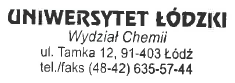 UNIWERSYTET ŁÓDZKI
Wydział Chemii
ul. Tamka 12, 91-403 Łódź
tel./faks (48-42) 635-57-44